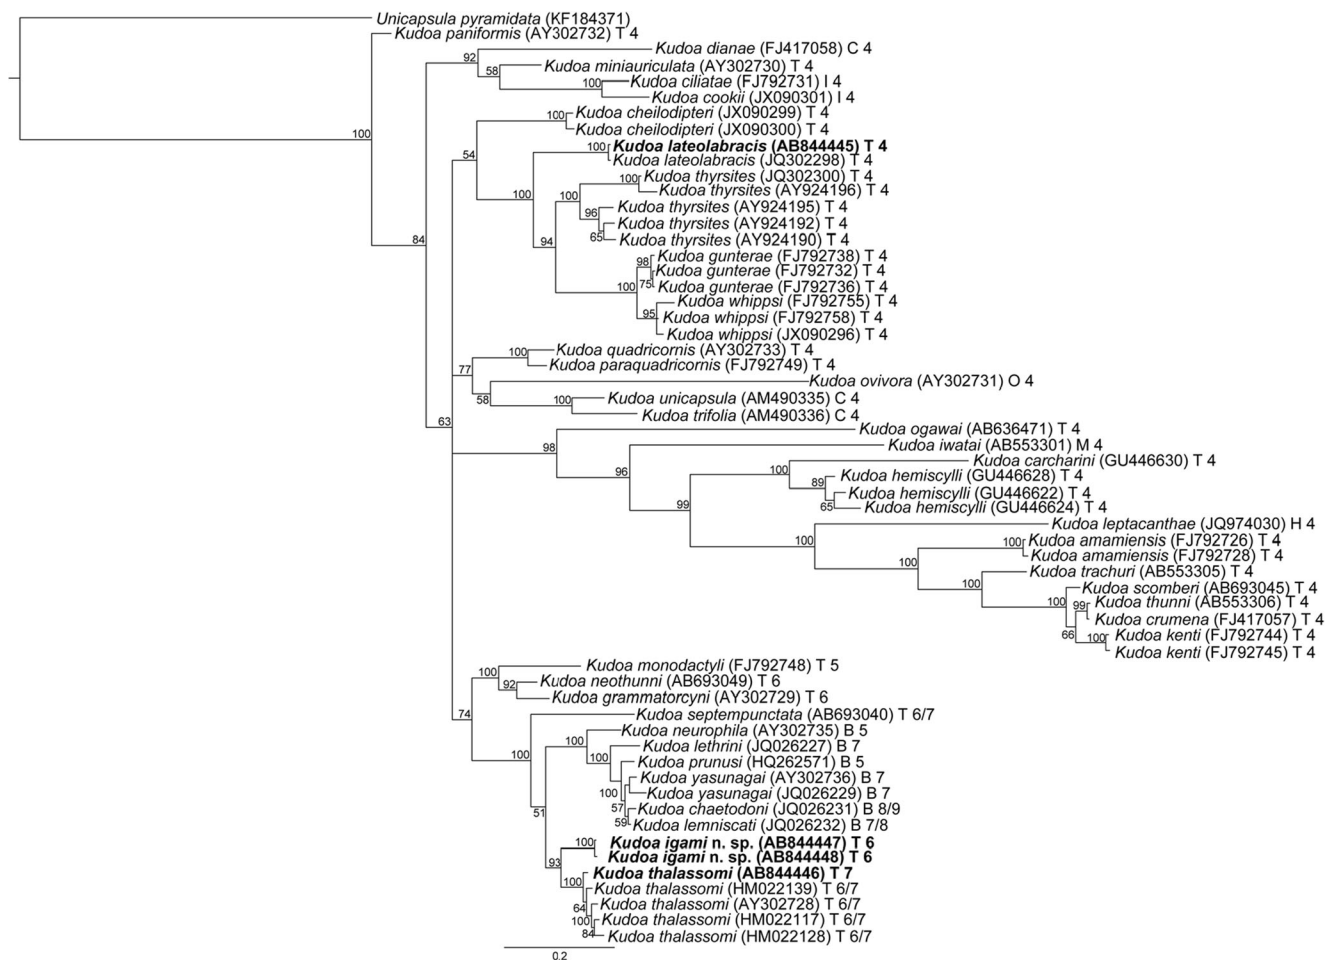 Unicapsula pyramidata (KF184371)
Kudoa paniformis (AY302732) T 4
Kudoa dianae (FJ417058) C 4
92
Kudoa miniauriculata (AY302730) T 4
58
Kudoa ciliatae (FJ792731) I 4
100
Kudoa cookii (JX090301) I 4
Kudoa cheilodipteri (JX090299) T 4
100
Kudoa cheilodipteri (JX090300) T 4
100
Kudoa lateolabracis (AB844445) T 4
100
Kudoa lateolabracis (JQ302298) T 4
54
Kudoa thyrsites (JQ302300) T 4
100
Kudoa thyrsites (AY924196) T 4
100
100
Kudoa thyrsites (AY924195) T 4
96
Kudoa thyrsites (AY924192) T 4
Kudoa thyrsites (AY924190) T 4
65
84
94
Kudoa gunterae (FJ792738) T 4
98
Kudoa gunterae (FJ792732) T 4
Kudoa gunterae (FJ792736) T 4
75
100
Kudoa whippsi (FJ792755) T 4
Kudoa whippsi (FJ792758) T 4
95
Kudoa whippsi (JX090296) T 4
Kudoa quadricornis (AY302733) T 4
100
Kudoa paraquadricornis (FJ792749) T 4
77
Kudoa ovivora (AY302731) O 4
58
Kudoa unicapsula (AM490335) C 4
100
Kudoa trifolia (AM490336) C 4
63
Kudoa ogawai (AB636471) T 4
98
Kudoa iwatai (AB553301) M 4
96
Kudoa carcharini (GU446630) T 4
100
Kudoa hemiscylli (GU446628) T 4
89
Kudoa hemiscylli (GU446622) T 4
Kudoa hemiscylli (GU446624) T 4
65
99
Kudoa leptacanthae (JQ974030) H 4
100
Kudoa amamiensis (FJ792726) T 4
100
Kudoa amamiensis (FJ792728) T 4
100
Kudoa trachuri (AB553305) T 4
100
Kudoa scomberi (AB693045) T 4
100
Kudoa thunni (AB553306) T 4
99
Kudoa crumena (FJ417057) T 4
66
Kudoa kenti (FJ792744) T 4
100
Kudoa kenti (FJ792745) T 4
Kudoa monodactyli (FJ792748) T 5
100
Kudoa neothunni (AB693049) T 6
92
Kudoa grammatorcyni (AY302729) T 6
74
Kudoa septempunctata (AB693040) T 6/7
Kudoa neurophila (AY302735) B 5
100
Kudoa lethrini (JQ026227) B 7
100
100
Kudoa prunusi (HQ262571) B 5
Kudoa yasunagai (AY302736) B 7
Kudoa yasunagai (JQ026229) B 7
100
Kudoa chaetodoni (JQ026231) B 8/9
57
Kudoa lemniscati (JQ026232) B 7/8
59
51
Kudoa igami n. sp. (AB844447) T 6
100
Kudoa igami n. sp. (AB844448) T 6
93
Kudoa thalassomi (AB844446) T 7
100
Kudoa thalassomi (HM022139) T 6/7
Kudoa thalassomi (AY302728) T 6/7
64
Kudoa thalassomi (HM022117) T 6/7
100
Kudoa thalassomi (HM022128) T 6/7
84
0.2